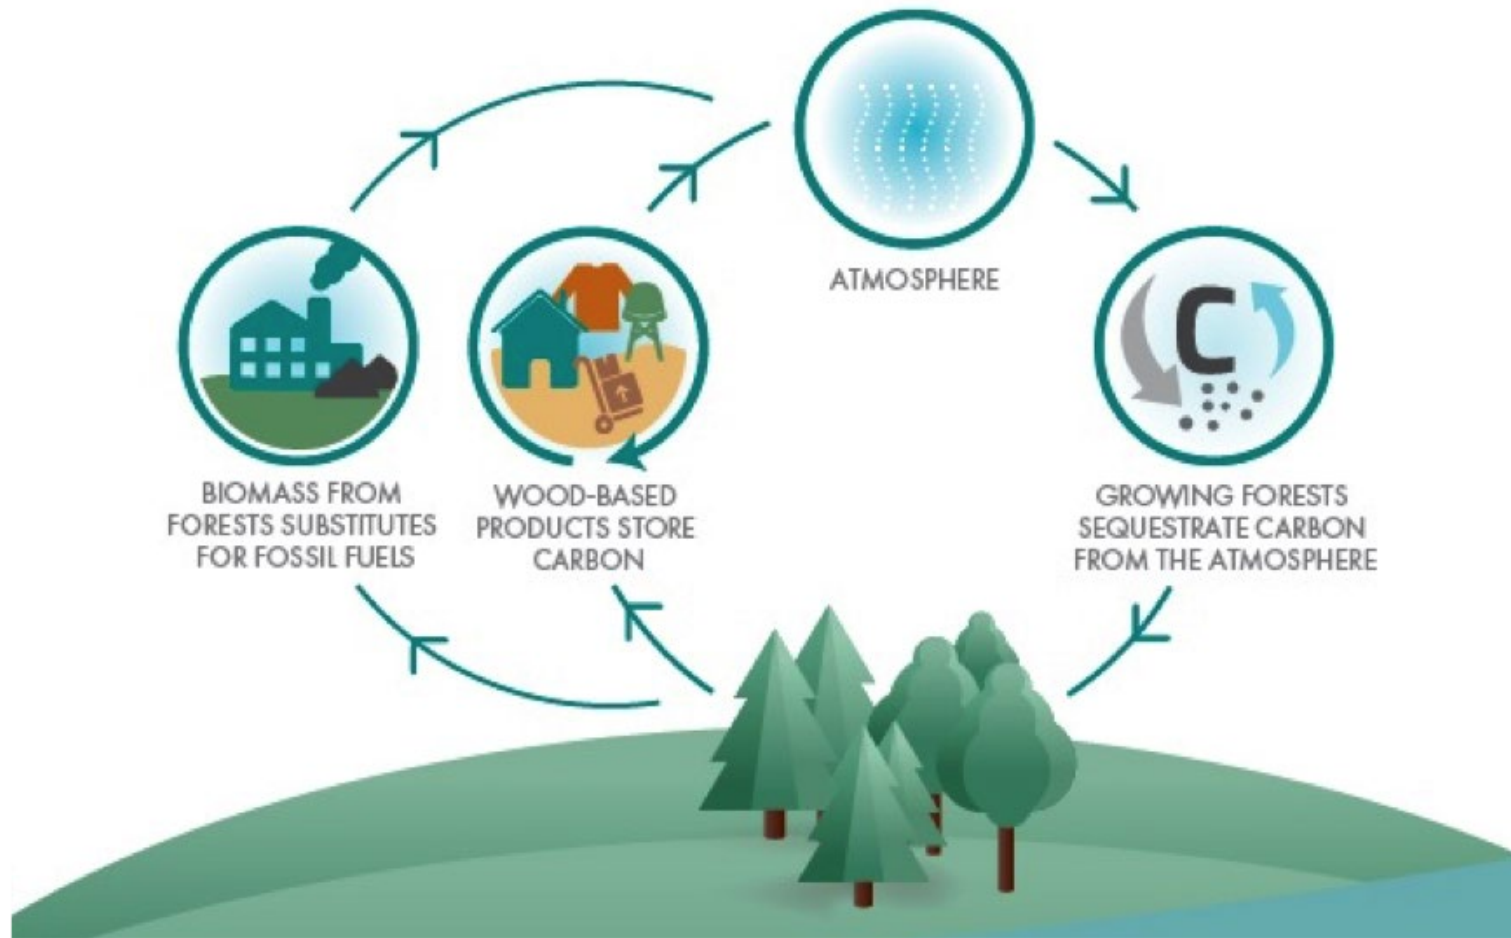 ATMOSPHERE
BIOMASS FROM
FORESTS SUBSTITUTES
FOR FOSSIL FUELS
WOOD-BASED
PRODUCTS STORE
CARBON
C
GROWING FORESTS
SEQUESTRATE CARBON
FROM THE ATMOSPHERE